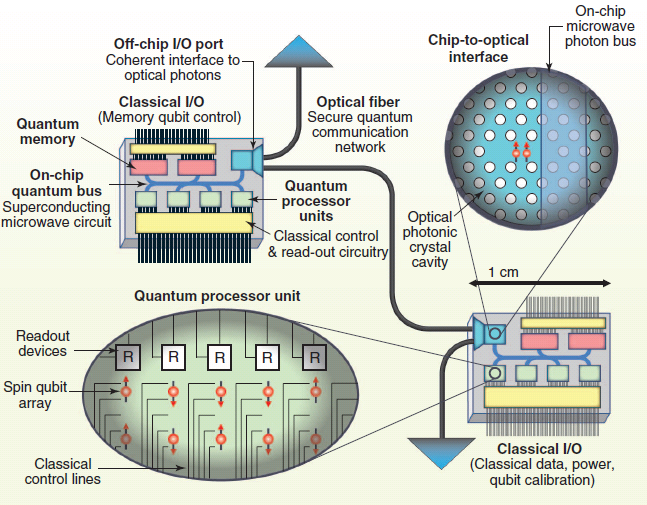 Off-chip I/O port
Coherent interface to
optical photons
Classical I/O
(Memory qubit control)
Quantum
memory
On-chip
quantum bus
Superconducting
microwave circuit
Optical fiber
Secure quantum
communication
network
Quantum
processor
units
Classical control
& read-out circuitry
Chip-to-optical
interface
On-chip
microwave
photon bus
Optical
photonic
crystal
cavity
1 cm
Quantum processor unit
Readout
devices
R
R
R
R
R
Spin qubit
array
Classical
control lines
Classical I/O
(Classical data, power,
qubit calibration)